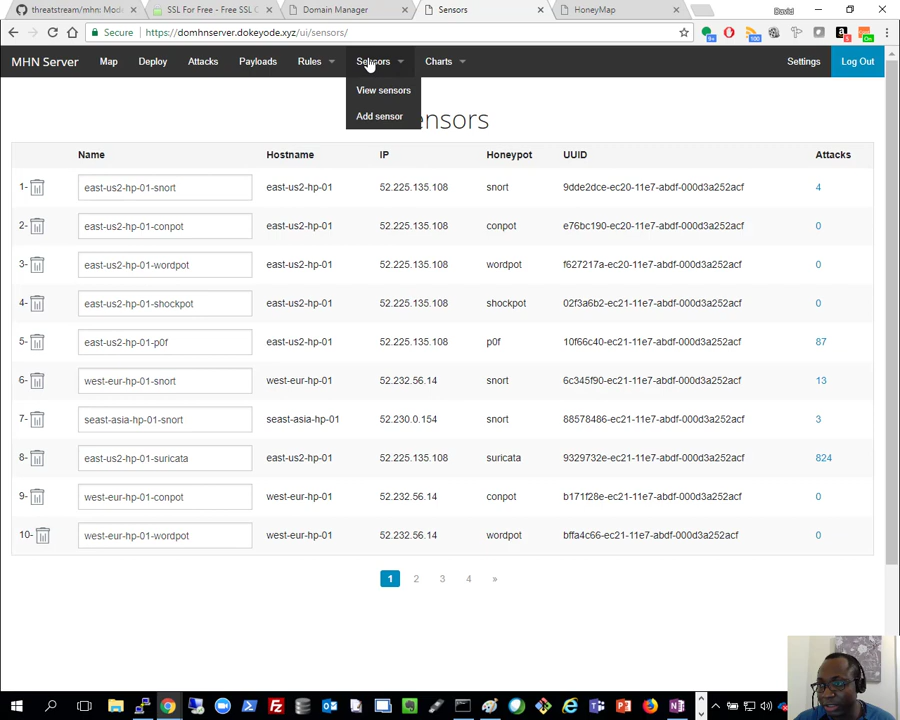 threatstream/mhn: Mod
SSL For Free - Free SSL C
Domain Manager
Sensors
HoneyMap
David
Secure
https://domhnserver.dokeyode.xyz/ui/sensors/
MHN Server
Map
Deploy
Attacks
Payloads
Rules
Sensors
Charts
Settings
Log Out
View sensors
Add sensor
ensors
Name Hostname IP Honeypot UUID Attacks
1- east-us2-hp-01-snort east-us2-hp-01 52.225.135.108 snort 9dde2dce-ec20-11e7-abdf-000d3a252acf 4
2- east-us2-hp-01-conpot east-us2-hp-01 52.225.135.108 conpot e76bc190-ec20-11e7-abdf-000d3a252acf 0
3- east-us2-hp-01-wordpot east-us2-hp-01 52.225.135.108 wordpot f627217a-ec20-11e7-abdf-000d3a252acf 0
4- east-us2-hp-01-shockpot east-us2-hp-01 52.225.135.108 shockpot 02f3a6b2-ec21-11e7-abdf-000d3a252acf 0
5- east-us2-hp-01-p0f east-us2-hp-01 52.225.135.108 p0f 10f66c40-ec21-11e7-abdf-000d3a252acf 87
6- west-eur-hp-01-snort west-eur-hp-01 52.232.56.14 snort 6c345f90-ec21-11e7-abdf-000d3a252acf 13
7- seast-asia-hp-01-snort seast-asia-hp-01 52.230.0.154 snort 88578486-ec21-11e7-abdf-000d3a252acf 3
8- east-us2-hp-01-suricata east-us2-hp-01 52.225.135.108 suricata 9329732e-ec21-11e7-abdf-000d3a252acf 824
9- west-eur-hp-01-conpot west-eur-hp-01 52.232.56.14 conpot b171f28e-ec21-11e7-abdf-000d3a252acf 0
10- west-eur-hp-01-wordpot west-eur-hp-01 52.232.56.14 wordpot bffa4c66-ec21-11e7-abdf-000d3a252acf 0
1 2 3 4 »